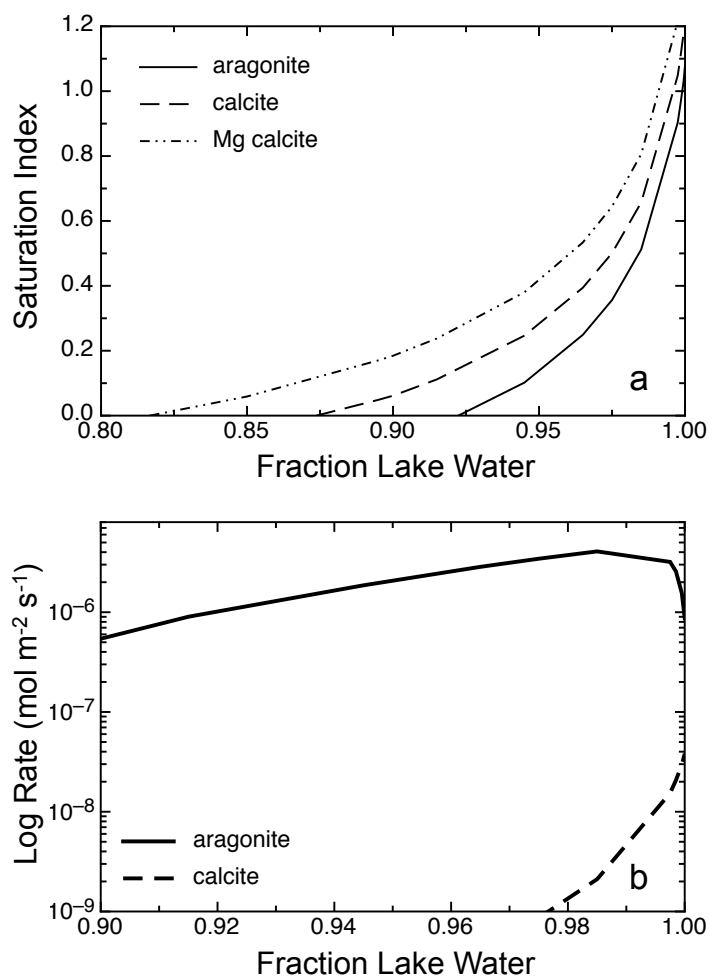 1.2
1.0
0.8
0.6
0.4
0.2
0.0
Saturation Index
aragonite
calcite
Mg calcite
a
0.80
0.85
0.90
0.95
1.00
Fraction Lake Water
10⁻⁶
10⁻⁷
10⁻⁸
10⁻⁹
Log Rate (mol m⁻² s⁻¹)
aragonite
calcite
b
0.90
0.92
0.94
0.96
0.98
1.00
Fraction Lake Water